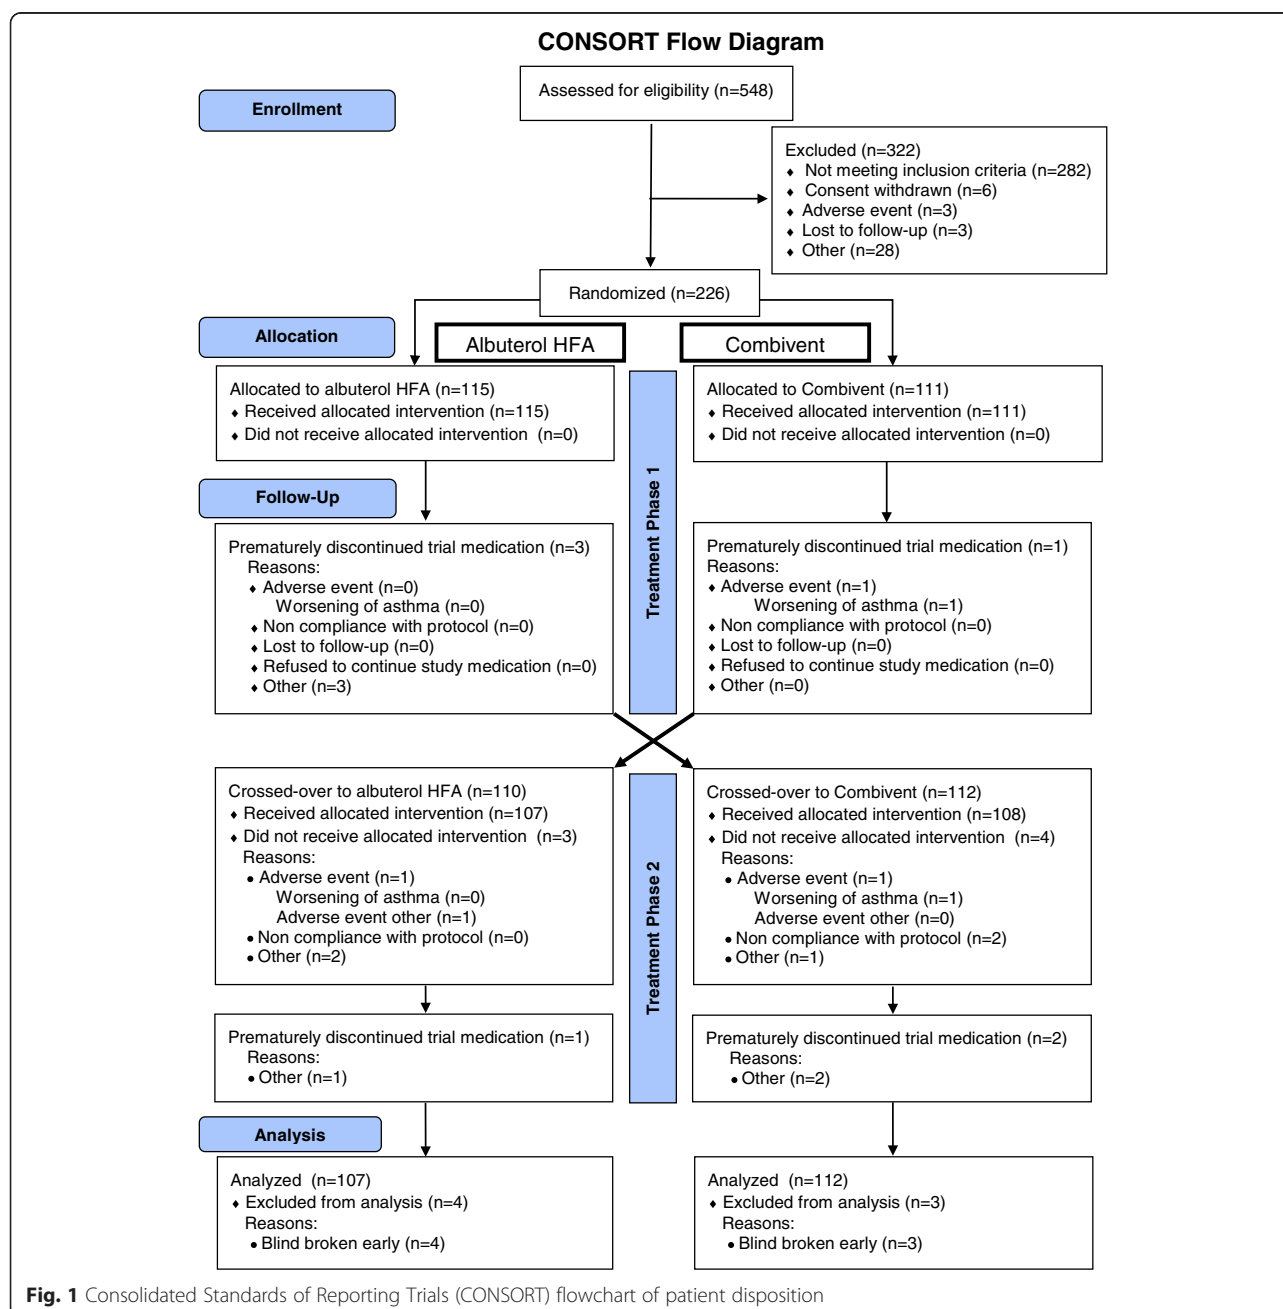 CONSORT Flow Diagram
Assessed for eligibility (n=548)
Enrollment
Excluded (n=322)
♦ Not meeting inclusion criteria (n=282)
♦ Consent withdrawn (n=6)
♦ Adverse event (n=3)
♦ Lost to follow-up (n=3)
♦ Other (n=28)
Randomized (n=226)
Allocation
Albuterol HFA
Combivent
Allocated to albuterol HFA (n=115)
♦ Received allocated intervention (n=115)
♦ Did not receive allocated intervention (n=0)
Allocated to Combivent (n=111)
♦ Received allocated intervention (n=111)
♦ Did not receive allocated intervention (n=0)
Treatment Phase 1
Follow-Up
Prematurely discontinued trial medication (n=3)
Reasons:
♦ Adverse event (n=0)
Worsening of asthma (n=0)
♦ Non compliance with protocol (n=0)
♦ Lost to follow-up (n=0)
♦ Refused to continue study medication (n=0)
♦ Other (n=3)
Prematurely discontinued trial medication (n=1)
Reasons:
♦ Adverse event (n=1)
Worsening of asthma (n=1)
♦ Non compliance with protocol (n=0)
♦ Lost to follow-up (n=0)
♦ Refused to continue study medication (n=0)
♦ Other (n=0)
Crossed-over to albuterol HFA (n=110)
♦ Received allocated intervention (n=107)
♦ Did not receive allocated intervention (n=3)
Reasons:
• Adverse event (n=1)
Worsening of asthma (n=0)
Adverse event other (n=1)
• Non compliance with protocol (n=0)
• Other (n=2)
Crossed-over to Combivent (n=112)
♦ Received allocated intervention (n=108)
♦ Did not receive allocated intervention (n=4)
Reasons:
• Adverse event (n=1)
Worsening of asthma (n=1)
Adverse event other (n=0)
• Non compliance with protocol (n=2)
• Other (n=1)
Treatment Phase 2
Prematurely discontinued trial medication (n=1)
Reasons:
• Other (n=1)
Prematurely discontinued trial medication (n=2)
Reasons:
• Other (n=2)
Analysis
Analyzed (n=107)
♦ Excluded from analysis (n=4)
Reasons:
• Blind broken early (n=4)
Analyzed (n=112)
♦ Excluded from analysis (n=3)
Reasons:
• Blind broken early (n=3)
Fig. 1 Consolidated Standards of Reporting Trials (CONSORT) flowchart of patient disposition